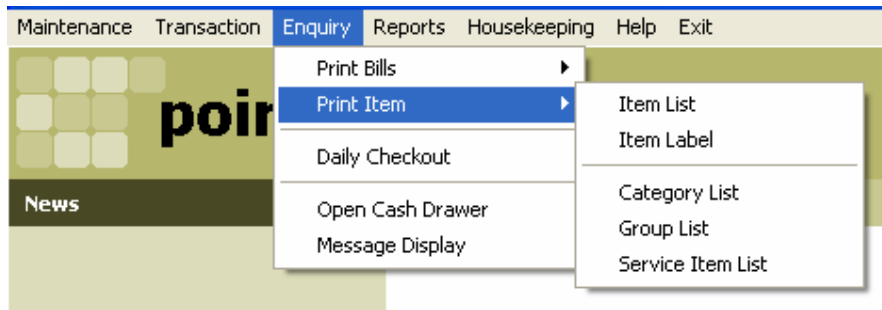 Maintenance Transaction Enquiry Reports Housekeeping Help Exit
Print Bills
Print Item
Daily Checkout
Open Cash Drawer
Message Display
Item List
Item Label
Category List
Group List
Service Item List
News